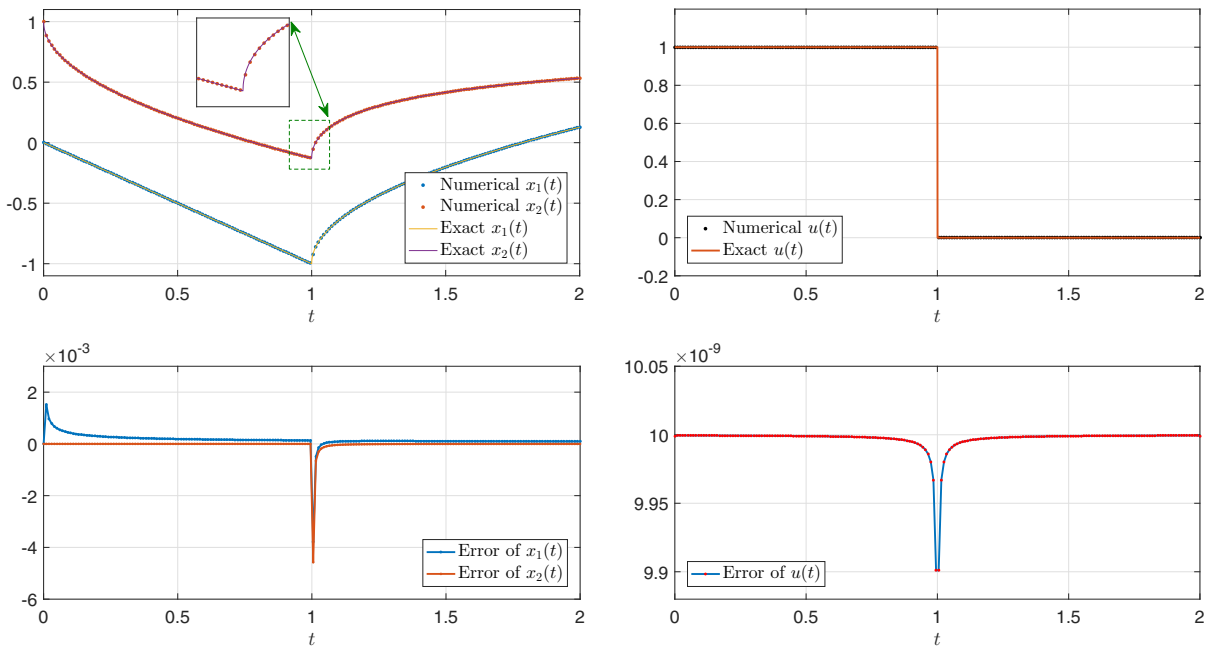 1
0.5
0
-0.5
-1
Numerical x₁(t)
Numerical x₂(t)
Exact x₁(t)
Exact x₂(t)
0 0.5 1 1.5 2
t
1
0.8
0.6
0.4
0.2
0
-0.2
Numerical u(t)
Exact u(t)
0 0.5 1 1.5 2
t
×10⁻³
2
0
-2
-4
-6
Error of x₁(t)
Error of x₂(t)
0 0.5 1 1.5 2
t
×10⁻⁹
10.05
10
9.95
9.9
Error of u(t)
0 0.5 1 1.5 2
t